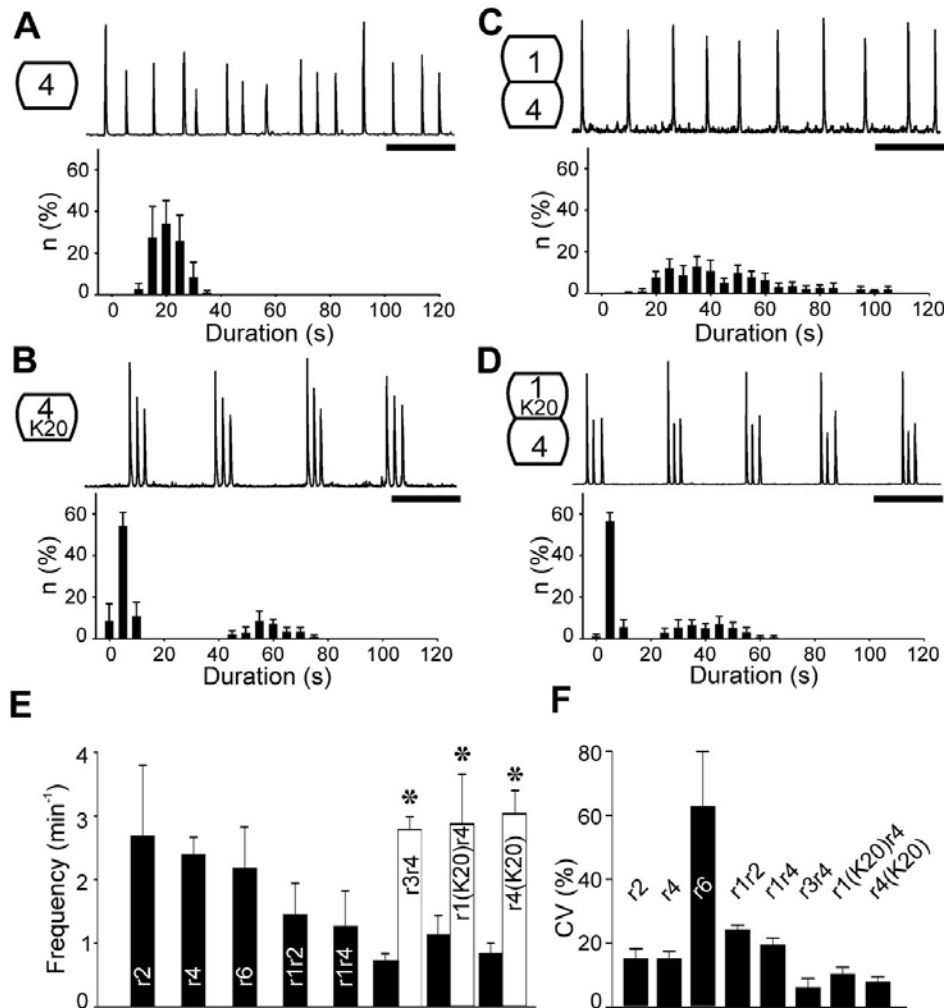 A
4
60
40
20
0
n (%)
0 20 40 60 80 100 120
Duration (s)
C
1
4
60
40
20
0
n (%)
0 20 40 60 80 100 120
Duration (s)
B
4
K20
60
40
20
0
n (%)
0 20 40 60 80 100 120
Duration (s)
D
1
K20
4
60
40
20
0
n (%)
0 20 40 60 80 100 120
Duration (s)
E
4
3
2
1
0
Frequency (min⁻¹)
r2
r4
r6
r1r2
r1r4
*
r3r4
*
r1(K20)r4
*
r4(K20)
F
80
60
40
20
0
CV (%)
r2
r4
r6
r1r2
r1r4
r3r4
r1(K20)r4
r4(K20)